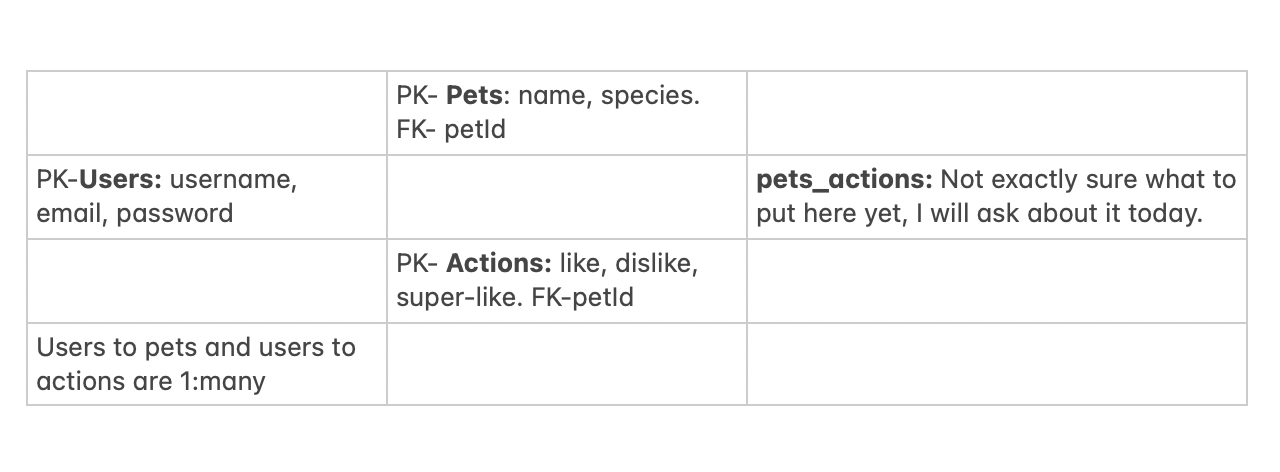 PK- Pets: name, species.
FK- petId
PK-Users: username,
email, password
pets_actions: Not exactly sure what to
put here yet, I will ask about it today.
PK- Actions: like, dislike,
super-like. FK-petId
Users to pets and users to
actions are 1:many